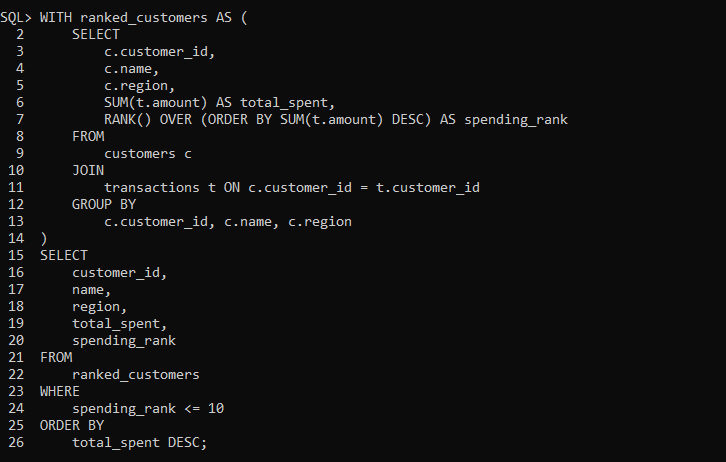 SQL> WITH ranked_customers AS (
  2      SELECT
  3          c.customer_id,
  4          c.name,
  5          c.region,
  6          SUM(t.amount) AS total_spent,
  7          RANK() OVER (ORDER BY SUM(t.amount) DESC) AS spending_rank
  8      FROM
  9          customers c
 10      JOIN
 11          transactions t ON c.customer_id = t.customer_id
 12      GROUP BY
 13          c.customer_id, c.name, c.region
 14  )
 15  SELECT
 16      customer_id,
 17      name,
 18      region,
 19      total_spent,
 20      spending_rank
 21  FROM
 22      ranked_customers
 23  WHERE
 24      spending_rank <= 10
 25  ORDER BY
 26      total_spent DESC;